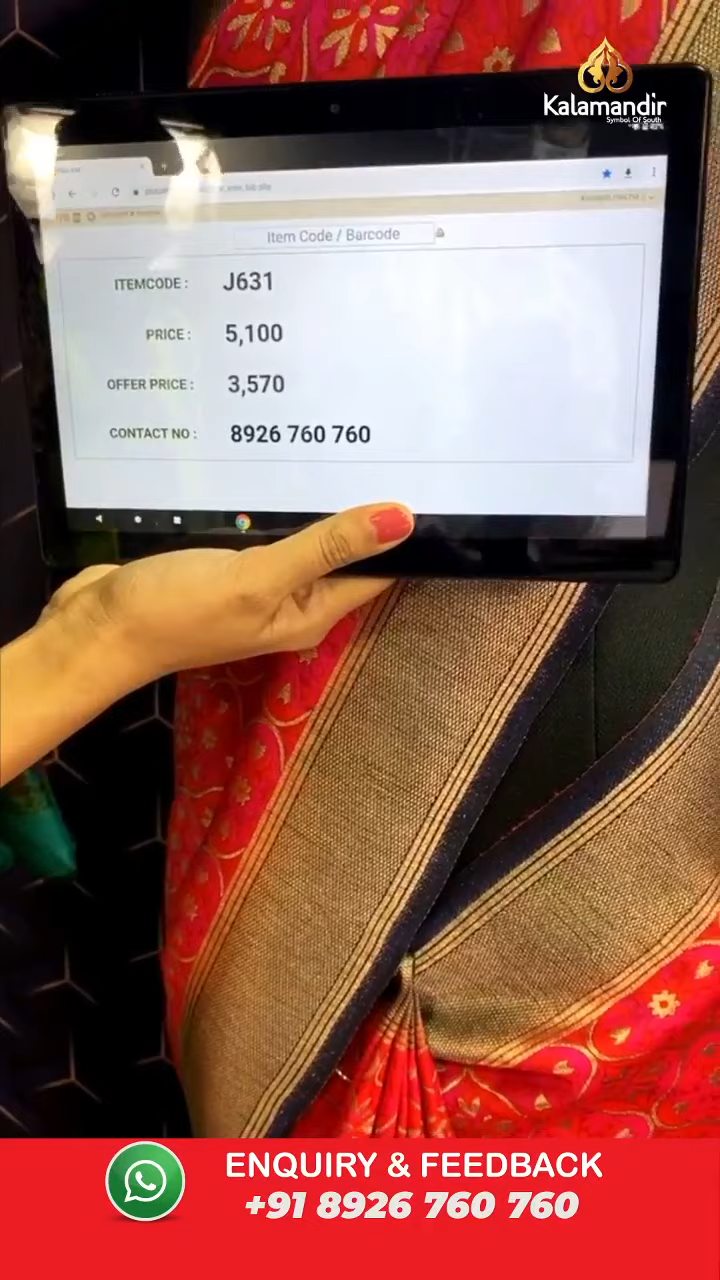 Kalamandir
Symbol Of South
Item Code / Barcode
ITEMCODE : J631
PRICE : 5,100
OFFER PRICE : 3,570
CONTACT NO : 8926 760 760
ENQUIRY & FEEDBACK
+91 8926 760 760